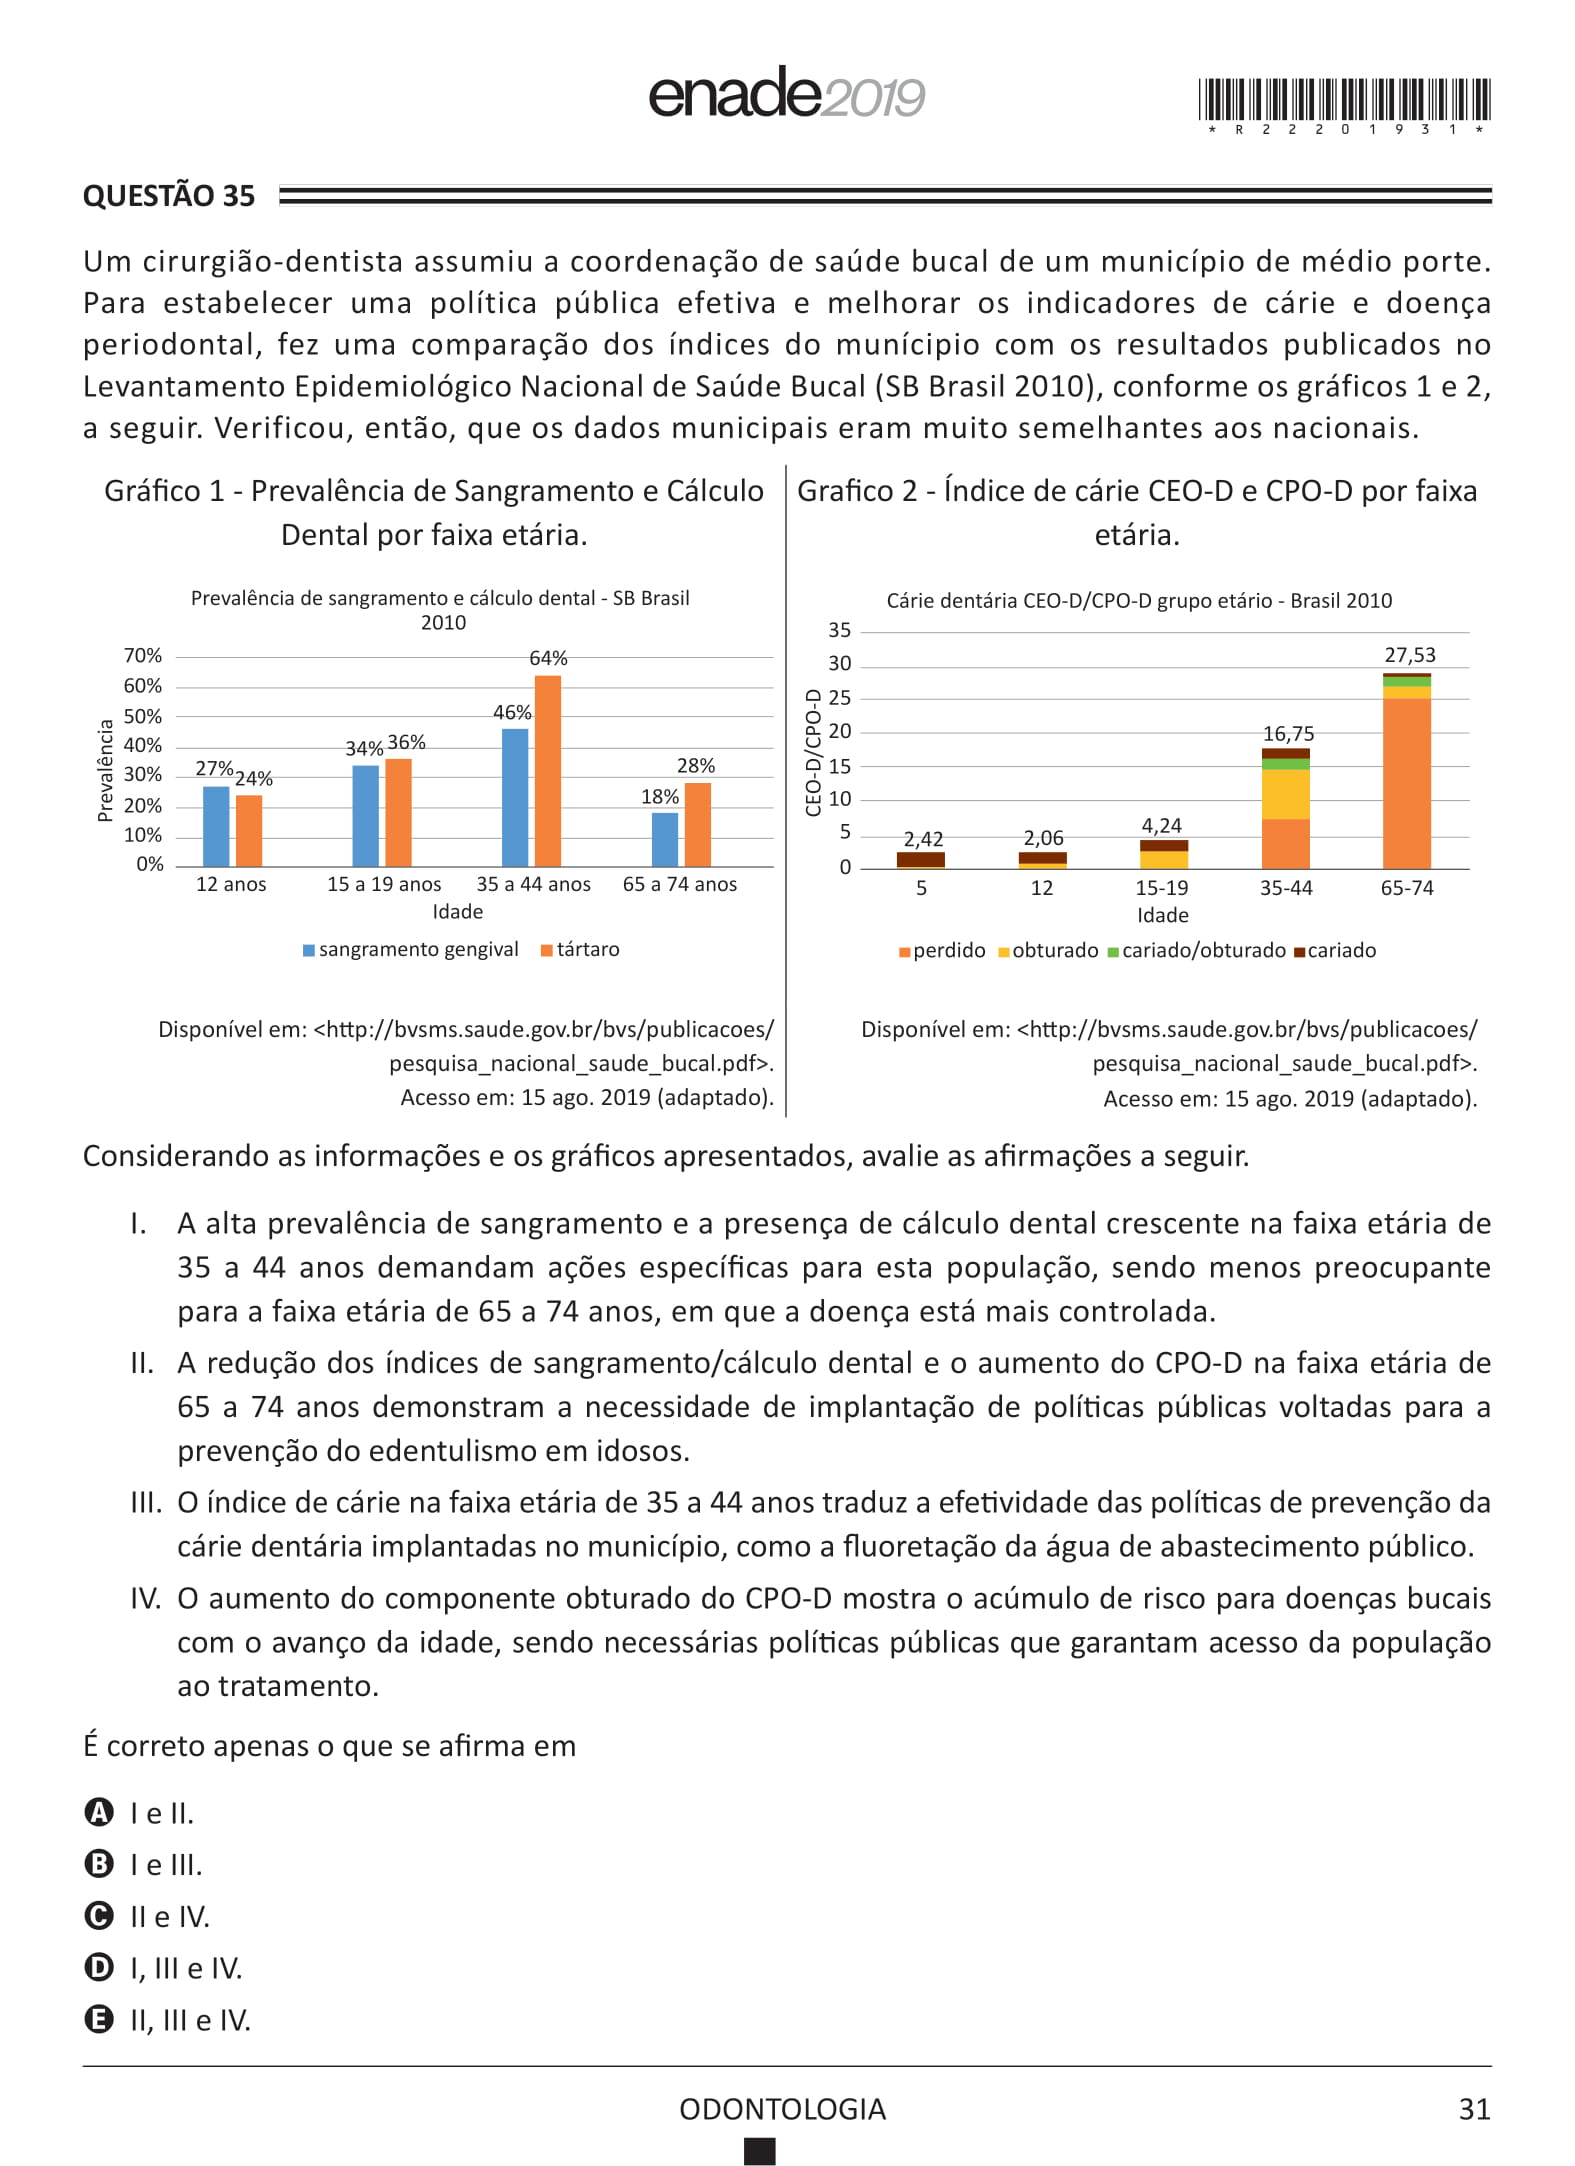 enade2019
*R22201931*
QUESTÃO 35
Um cirurgião-dentista assumiu a coordenação de saúde bucal de um município de médio porte.
Para estabelecer uma política pública efetiva e melhorar os indicadores de cárie e doença
periodontal, fez uma comparação dos índices do munícipio com os resultados publicados no
Levantamento Epidemiológico Nacional de Saúde Bucal (SB Brasil 2010), conforme os gráficos 1 e 2,
a seguir. Verificou, então, que os dados municipais eram muito semelhantes aos nacionais.
Gráfico 1 - Prevalência de Sangramento e Cálculo
Dental por faixa etária.
Prevalência de sangramento e cálculo dental - SB Brasil
2010
Prevalência
70%
60%
50%
40%
30%
20%
10%
0%
27%
24%
34%
36%
46%
64%
18%
28%
12 anos
15 a 19 anos
35 a 44 anos
65 a 74 anos
Idade
sangramento gengival
tártaro
Disponível em: <http://bvsms.saude.gov.br/bvs/publicacoes/
pesquisa_nacional_saude_bucal.pdf>.
Acesso em: 15 ago. 2019 (adaptado).
Grafico 2 - Índice de cárie CEO-D e CPO-D por faixa
etária.
Cárie dentária CEO-D/CPO-D grupo etário - Brasil 2010
CEO-D/CPO-D
35
30
25
20
15
10
5
0
2,42
2,06
4,24
16,75
27,53
5
12
15-19
35-44
65-74
Idade
perdido
obturado
cariado/obturado
cariado
Disponível em: <http://bvsms.saude.gov.br/bvs/publicacoes/
pesquisa_nacional_saude_bucal.pdf>.
Acesso em: 15 ago. 2019 (adaptado).
Considerando as informações e os gráficos apresentados, avalie as afirmações a seguir.
I. A alta prevalência de sangramento e a presença de cálculo dental crescente na faixa etária de
35 a 44 anos demandam ações específicas para esta população, sendo menos preocupante
para a faixa etária de 65 a 74 anos, em que a doença está mais controlada.
II. A redução dos índices de sangramento/cálculo dental e o aumento do CPO-D na faixa etária de
65 a 74 anos demonstram a necessidade de implantação de políticas públicas voltadas para a
prevenção do edentulismo em idosos.
III. O índice de cárie na faixa etária de 35 a 44 anos traduz a efetividade das políticas de prevenção da
cárie dentária implantadas no município, como a fluoretação da água de abastecimento público.
IV. O aumento do componente obturado do CPO-D mostra o acúmulo de risco para doenças bucais
com o avanço da idade, sendo necessárias políticas públicas que garantam acesso da população
ao tratamento.
É correto apenas o que se afirma em
A I e II.
B I e III.
C II e IV.
D I, III e IV.
E II, III e IV.
ODONTOLOGIA
31